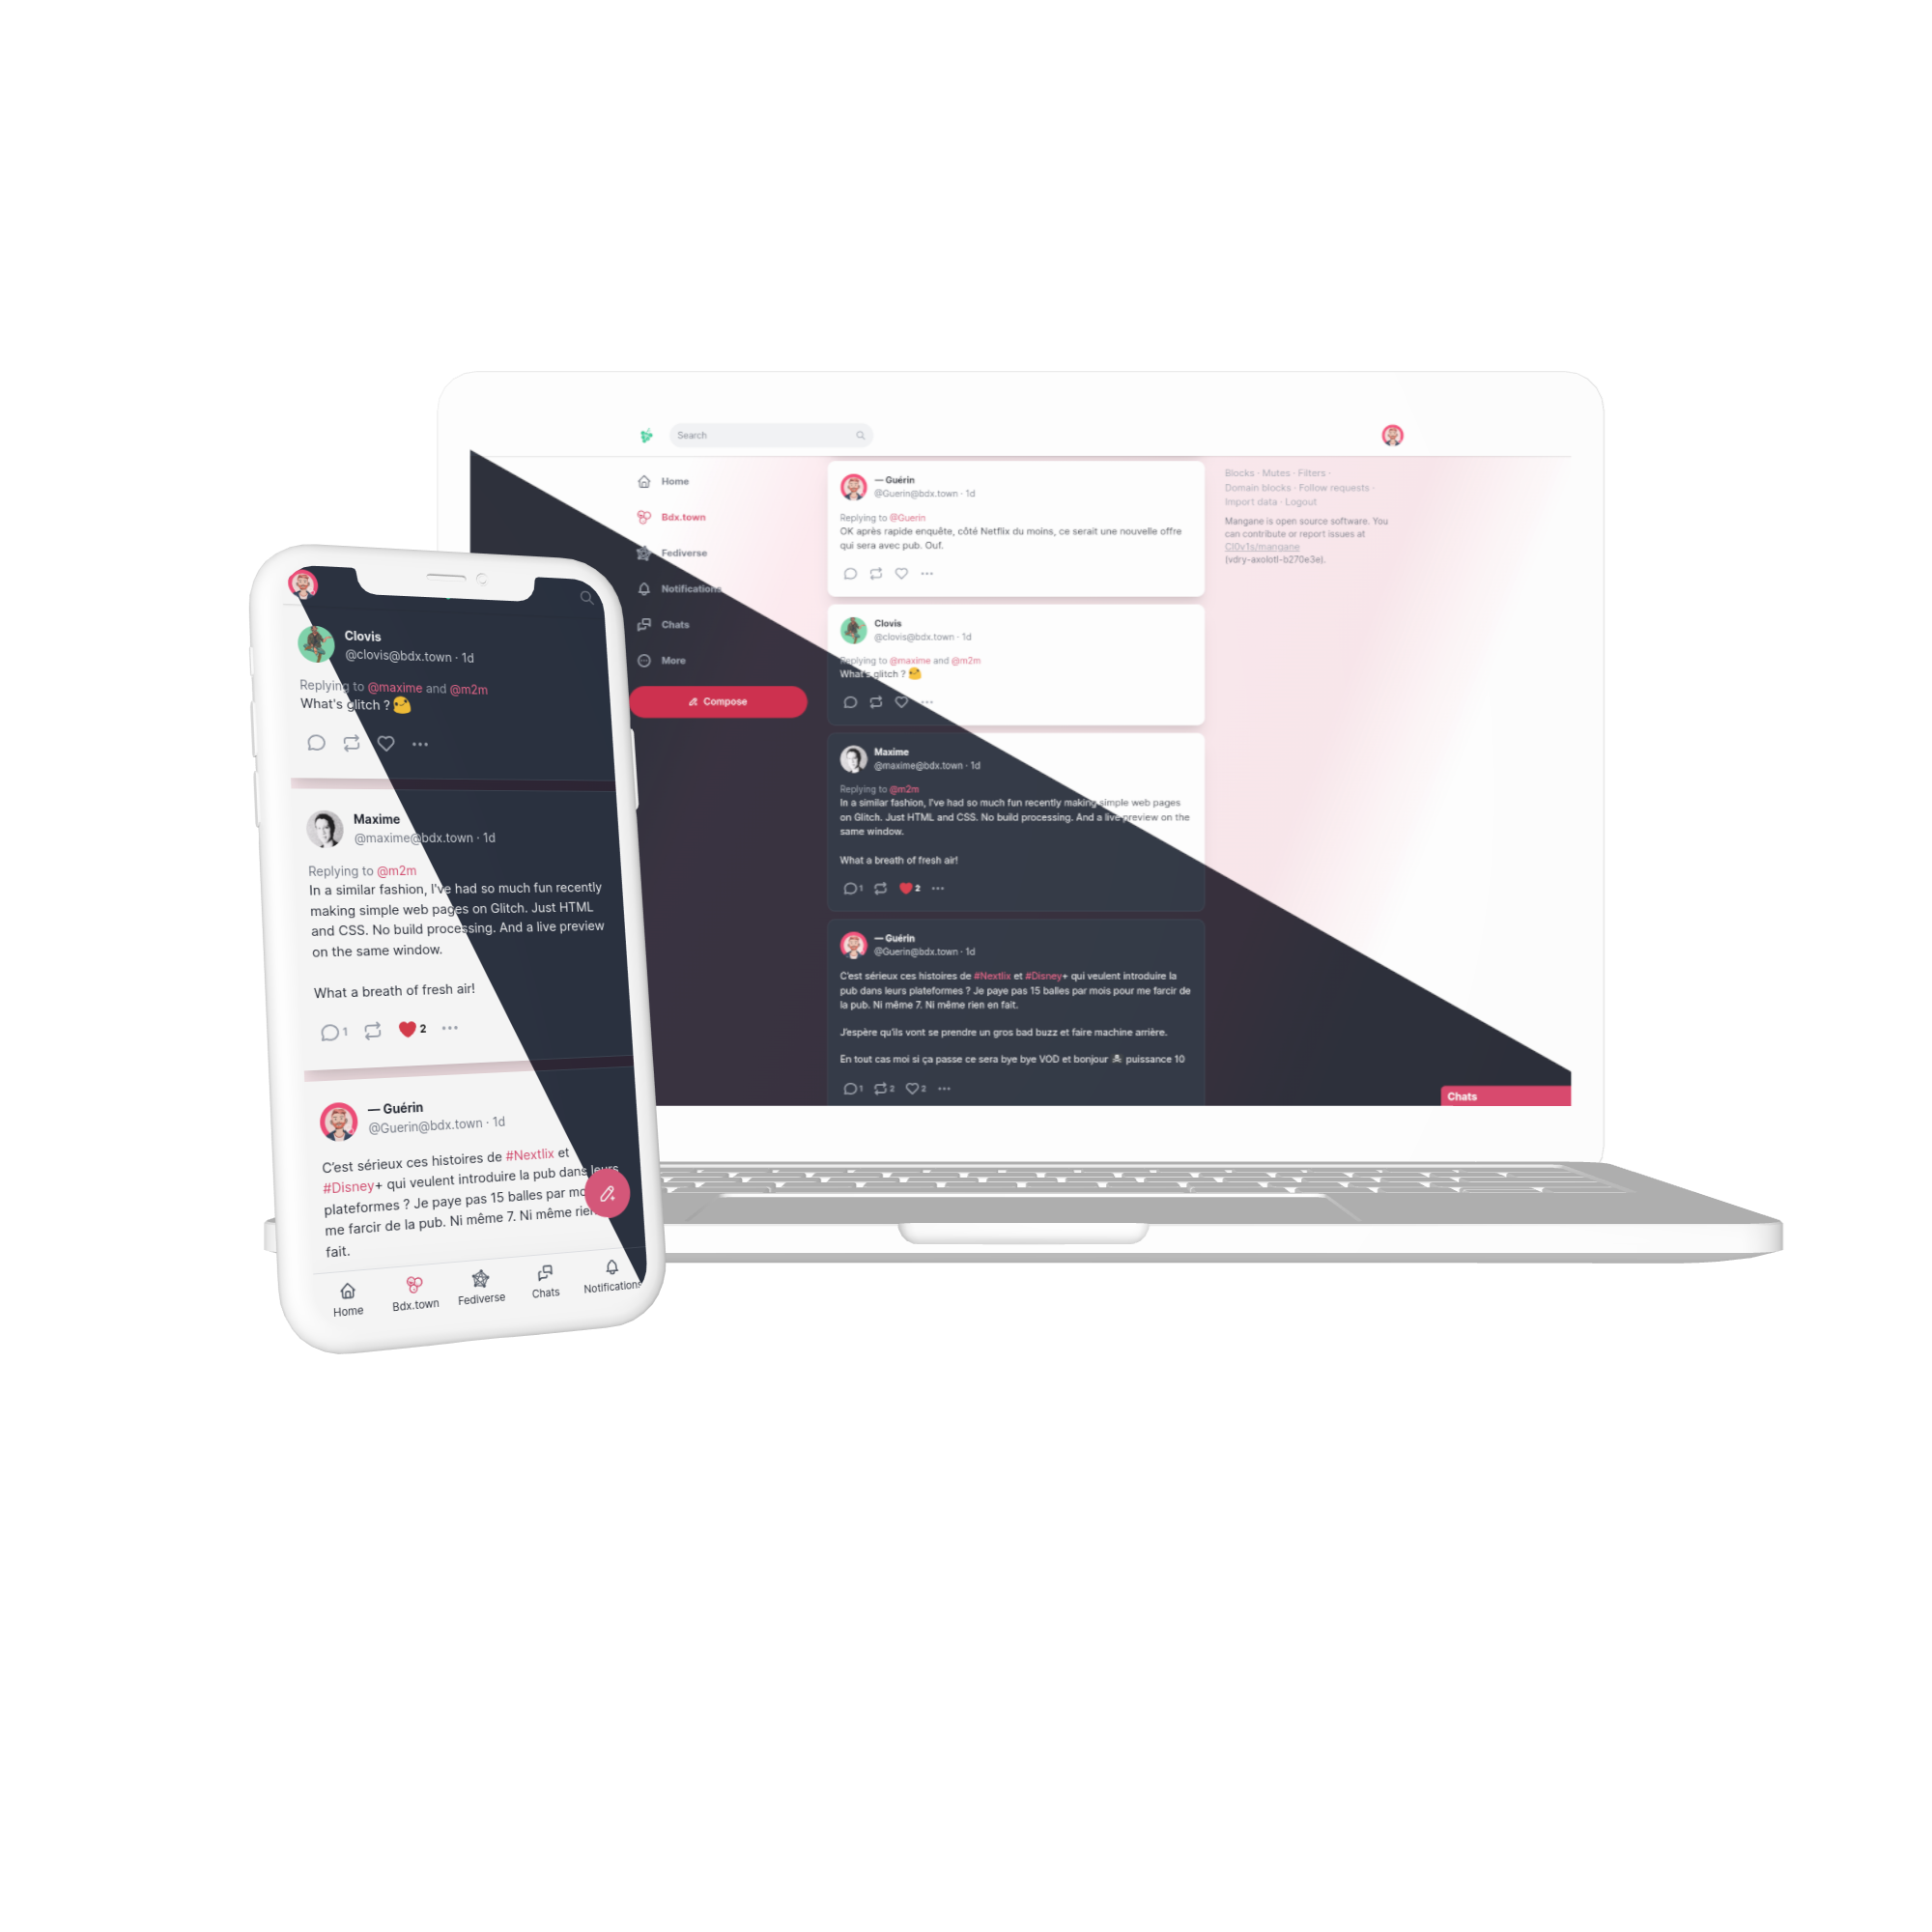 Search
Home
Bdx.town
Fediverse
Notifications
Chats
More
Compose
— Guérin
@Guerin@bdx.town · 1d
Replying to @Guerin
OK après rapide enquête, côté Netflix du moins, ce serait une nouvelle offre
qui sera avec pub. Ouf.
Clovis
@clovis@bdx.town · 1d
Replying to @maxime and @m2m
What's glitch ?
Maxime
@maxime@bdx.town · 1d
Replying to @m2m
In a similar fashion, I've had so much fun recently making simple web pages
on Glitch. Just HTML and CSS. No build processing. And a live preview on the
same window.
What a breath of fresh air!
1 2
— Guérin
@Guerin@bdx.town · 1d
C'est sérieux ces histoires de #Nextlix et #Disney+ qui veulent introduire la
pub dans leurs plateformes ? Je paye pas 15 balles par mois pour me farcir de
la pub. Ni même 7. Ni même rien en fait.
J'espère qu'ils vont se prendre un gros bad buzz et faire machine arrière.
En tout cas moi si ça passe ce sera bye bye VOD et bonjour ☠ puissance 10
1 2 2
Blocks · Mutes · Filters ·
Domain blocks · Follow requests ·
Import data · Logout
Mangane is open source software. You
can contribute or report issues at
Cl0v1s/mangane
(vdry-axolotl-b270e3e).
Chats
Clovis
@clovis@bdx.town · 1d
Replying to @maxime and @m2m
What's glitch ?
Maxime
@maxime@bdx.town · 1d
Replying to @m2m
In a similar fashion, I've had so much fun recently
making simple web pages on Glitch. Just HTML
and CSS. No build processing. And a live preview
on the same window.
What a breath of fresh air!
1 2
— Guérin
@Guerin@bdx.town · 1d
C'est sérieux ces histoires de #Nextlix et
#Disney+ qui veulent introduire la pub dans leurs
plateformes ? Je paye pas 15 balles par
me farcir de la pub. Ni même 7. Ni même rien
fait.
Home
Bdx.town
Fediverse
Chats
Notifications